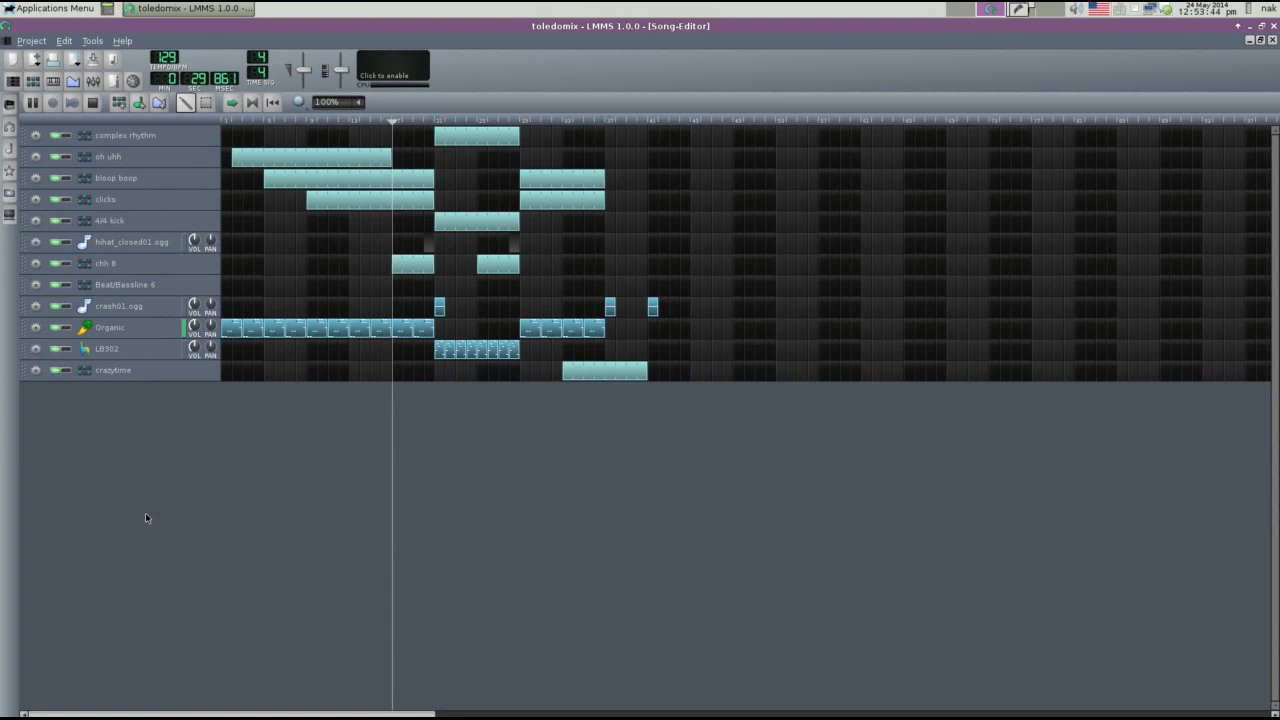 Applications Menu
toledomix - LMMS 1.0.0 -...
24 May 2014
12:53:44 pm
nak
toledomix - LMMS 1.0.0 - [Song-Editor]
Project Edit Tools Help
129
TEMPO/BPM
4
4
TIME SIG
0 29 861
MIN SEC MSEC
Click to enable
CPU
100%
complex rhythm
oh uhh
bloop boop
clicks
4/4 kick
hihat_closed01.ogg VOL PAN
chh 8
Beat/Bassline 6
crash01.ogg VOL PAN
Organic VOL PAN
LB302 VOL PAN
crazytime